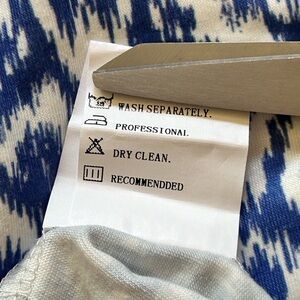 WASH SEPARATELY.
PROFESSIONAL
DRY CLEAN.
RECOMMENDDED